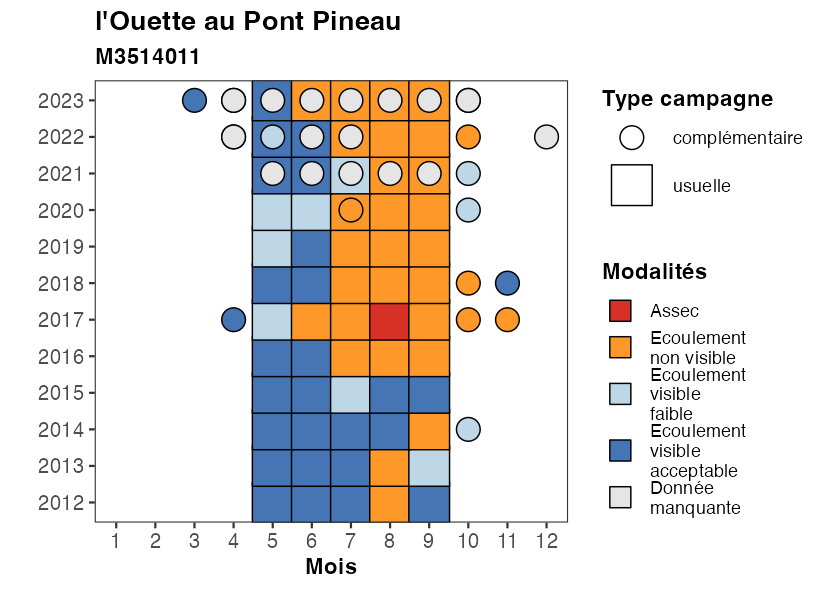 l'Ouette au Pont Pineau
M3514011
2023
2022
2021
2020
2019
2018
2017
2016
2015
2014
2013
2012
1 2 3 4 5 6 7 8 9 10 11 12
Mois
Type campagne
complémentaire
usuelle
Modalités
Assec
Ecoulement
non visible
Ecoulement
visible
faible
Ecoulement
visible
acceptable
Donnée
manquante